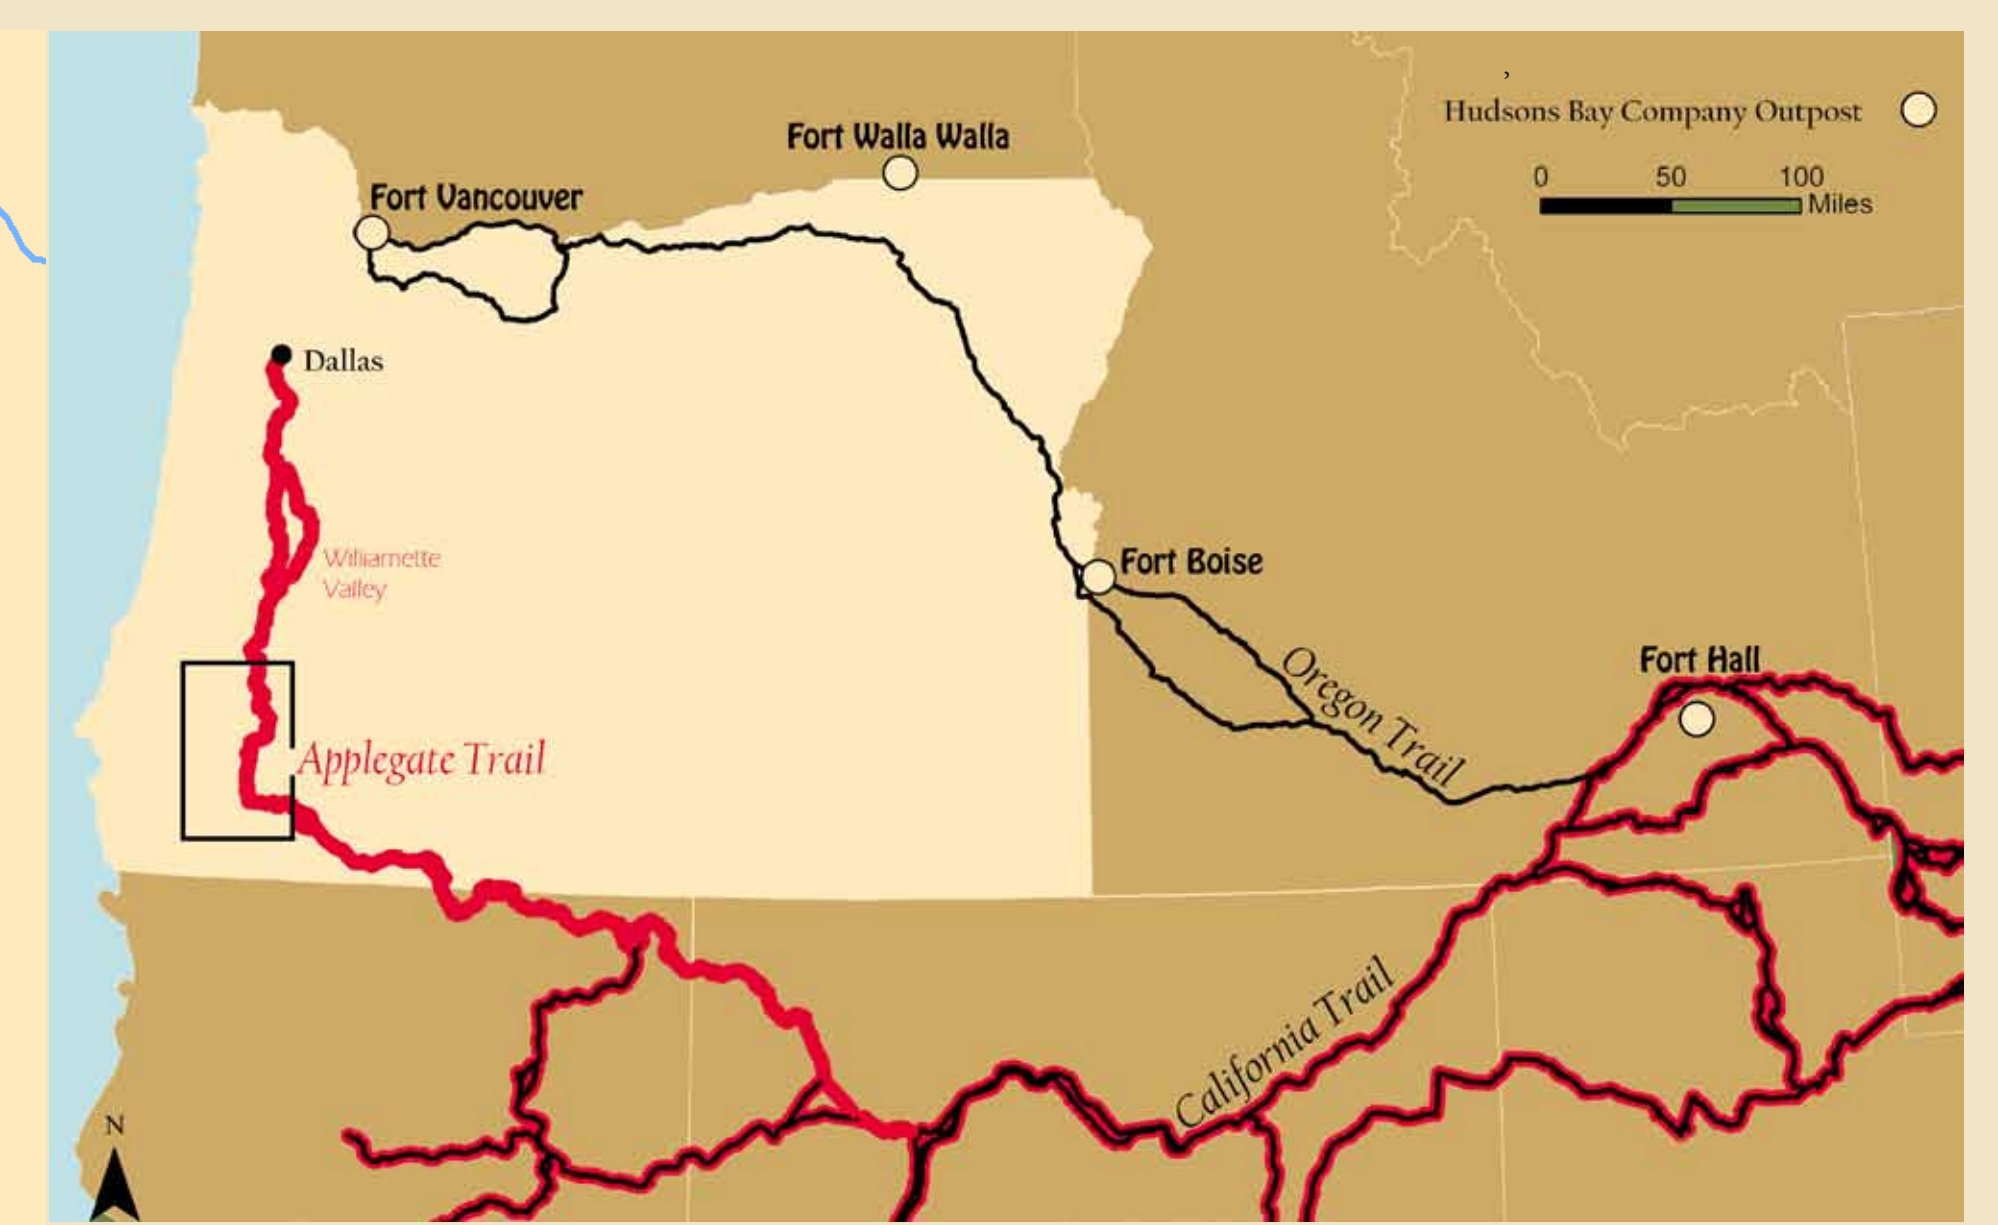 ,
Hudsons Bay Company Outpost
0 50 100
Miles
Fort Walla Walla
Fort Vancouver
Dallas
Williamette
Valley
Fort Boise
Oregon Trail
Fort Hall
Applegate Trail
California Trail
N